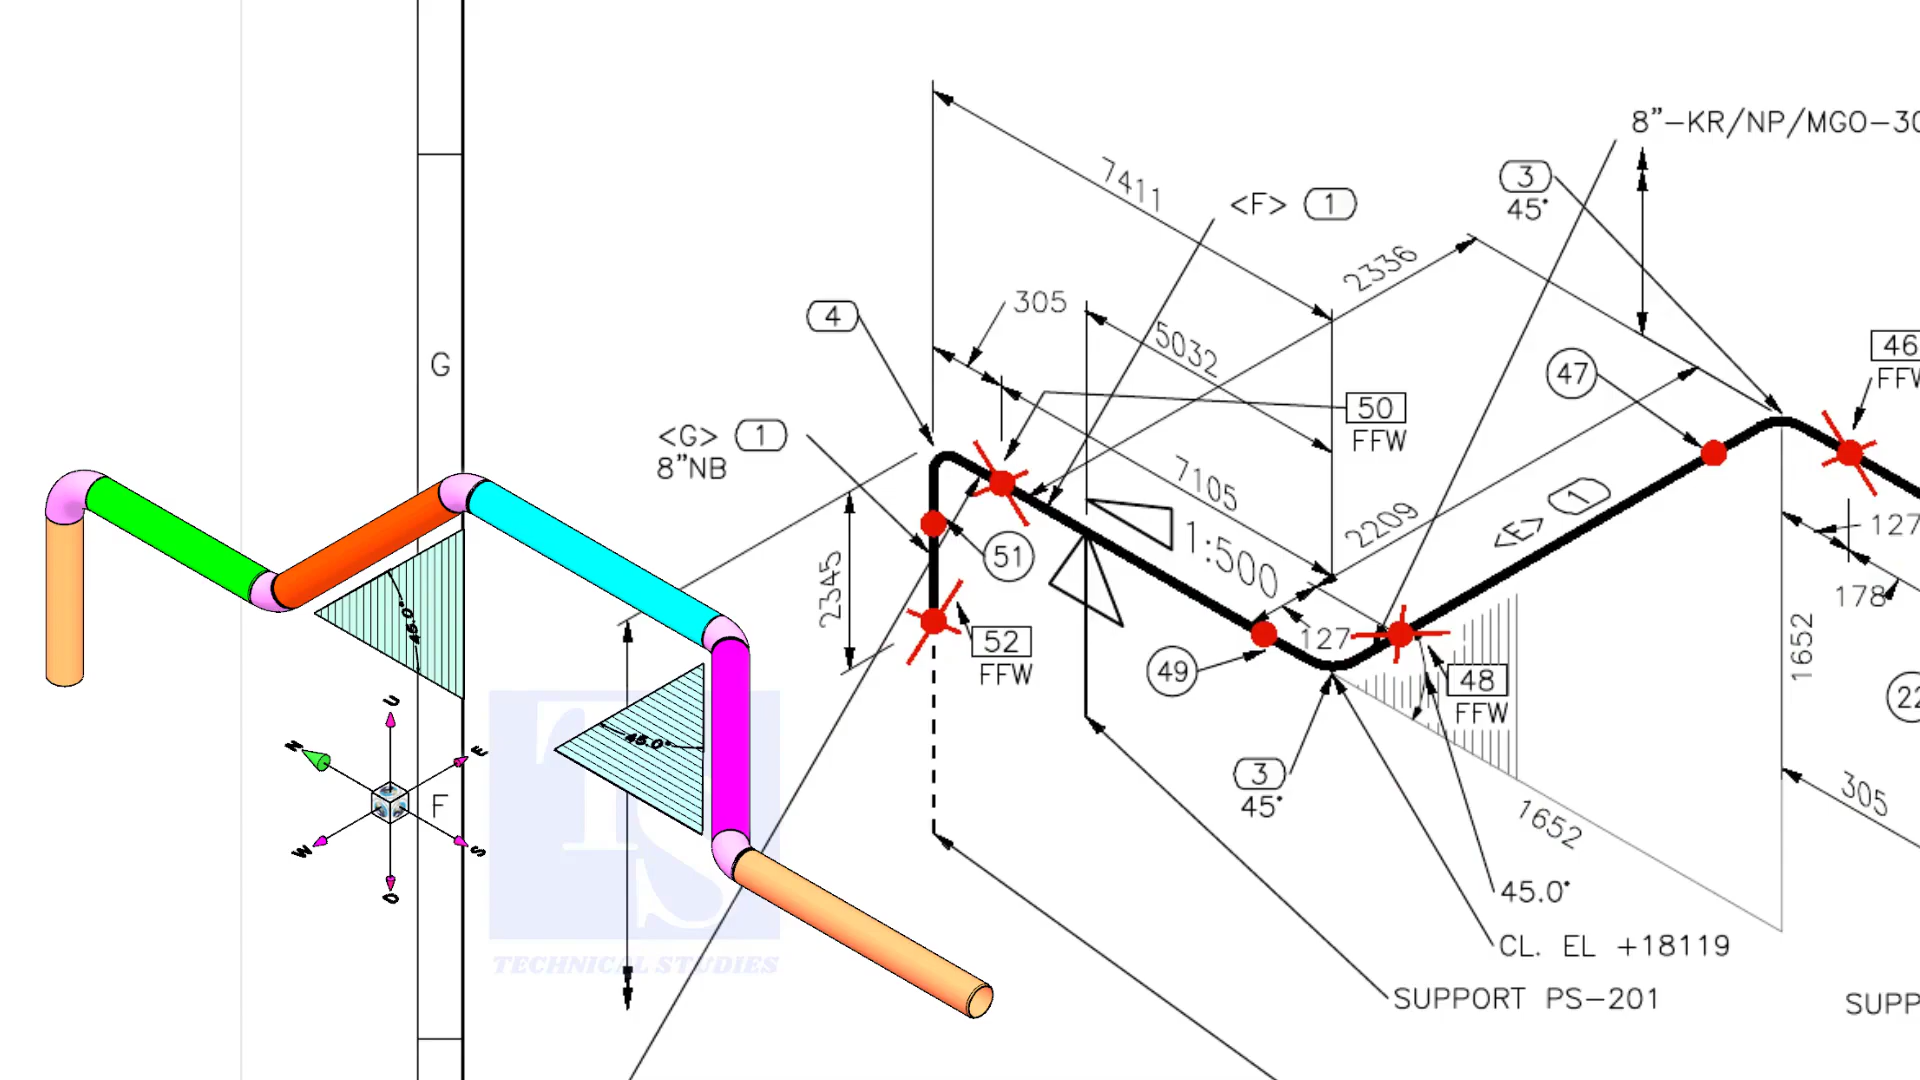 G
45.0°
U
N
E
F
W
S
D
45.0°
TS
TECHNICAL STUDIES
8"-KR/NP/MGO-30
3
45°
7411
<F> 1
2336
4
305
5032
46
FFW
47
50
FFW
<G> 1
8"NB
7105
2209
<E> 1
127
51
1:500
2345
178
52
FFW
127
1652
49
48
FFW
22
3
45°
1652
305
45.0°
CL. EL +18119
SUPPORT PS-201
SUPP